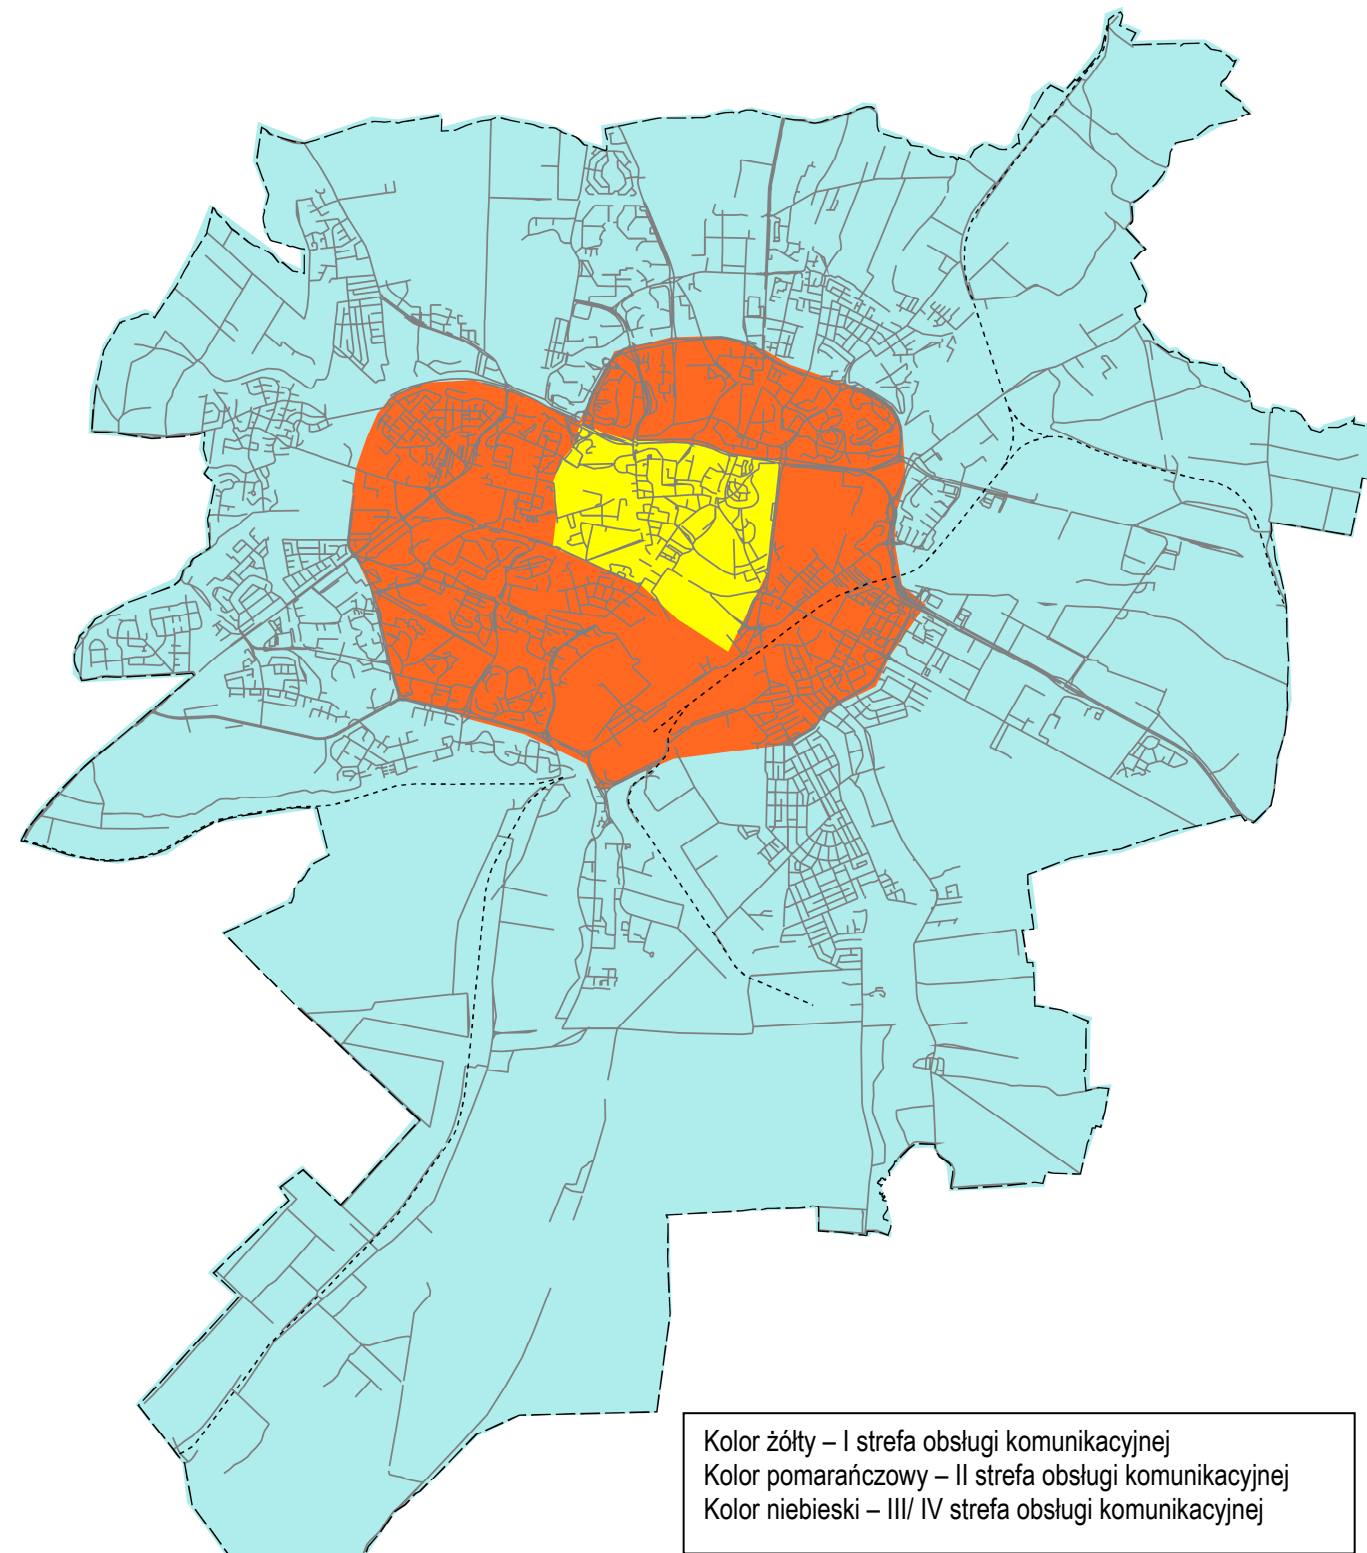 Kolor żółty – I strefa obsługi komunikacyjnej
Kolor pomarańczowy – II strefa obsługi komunikacyjnej
Kolor niebieski – III/ IV strefa obsługi komunikacyjnej